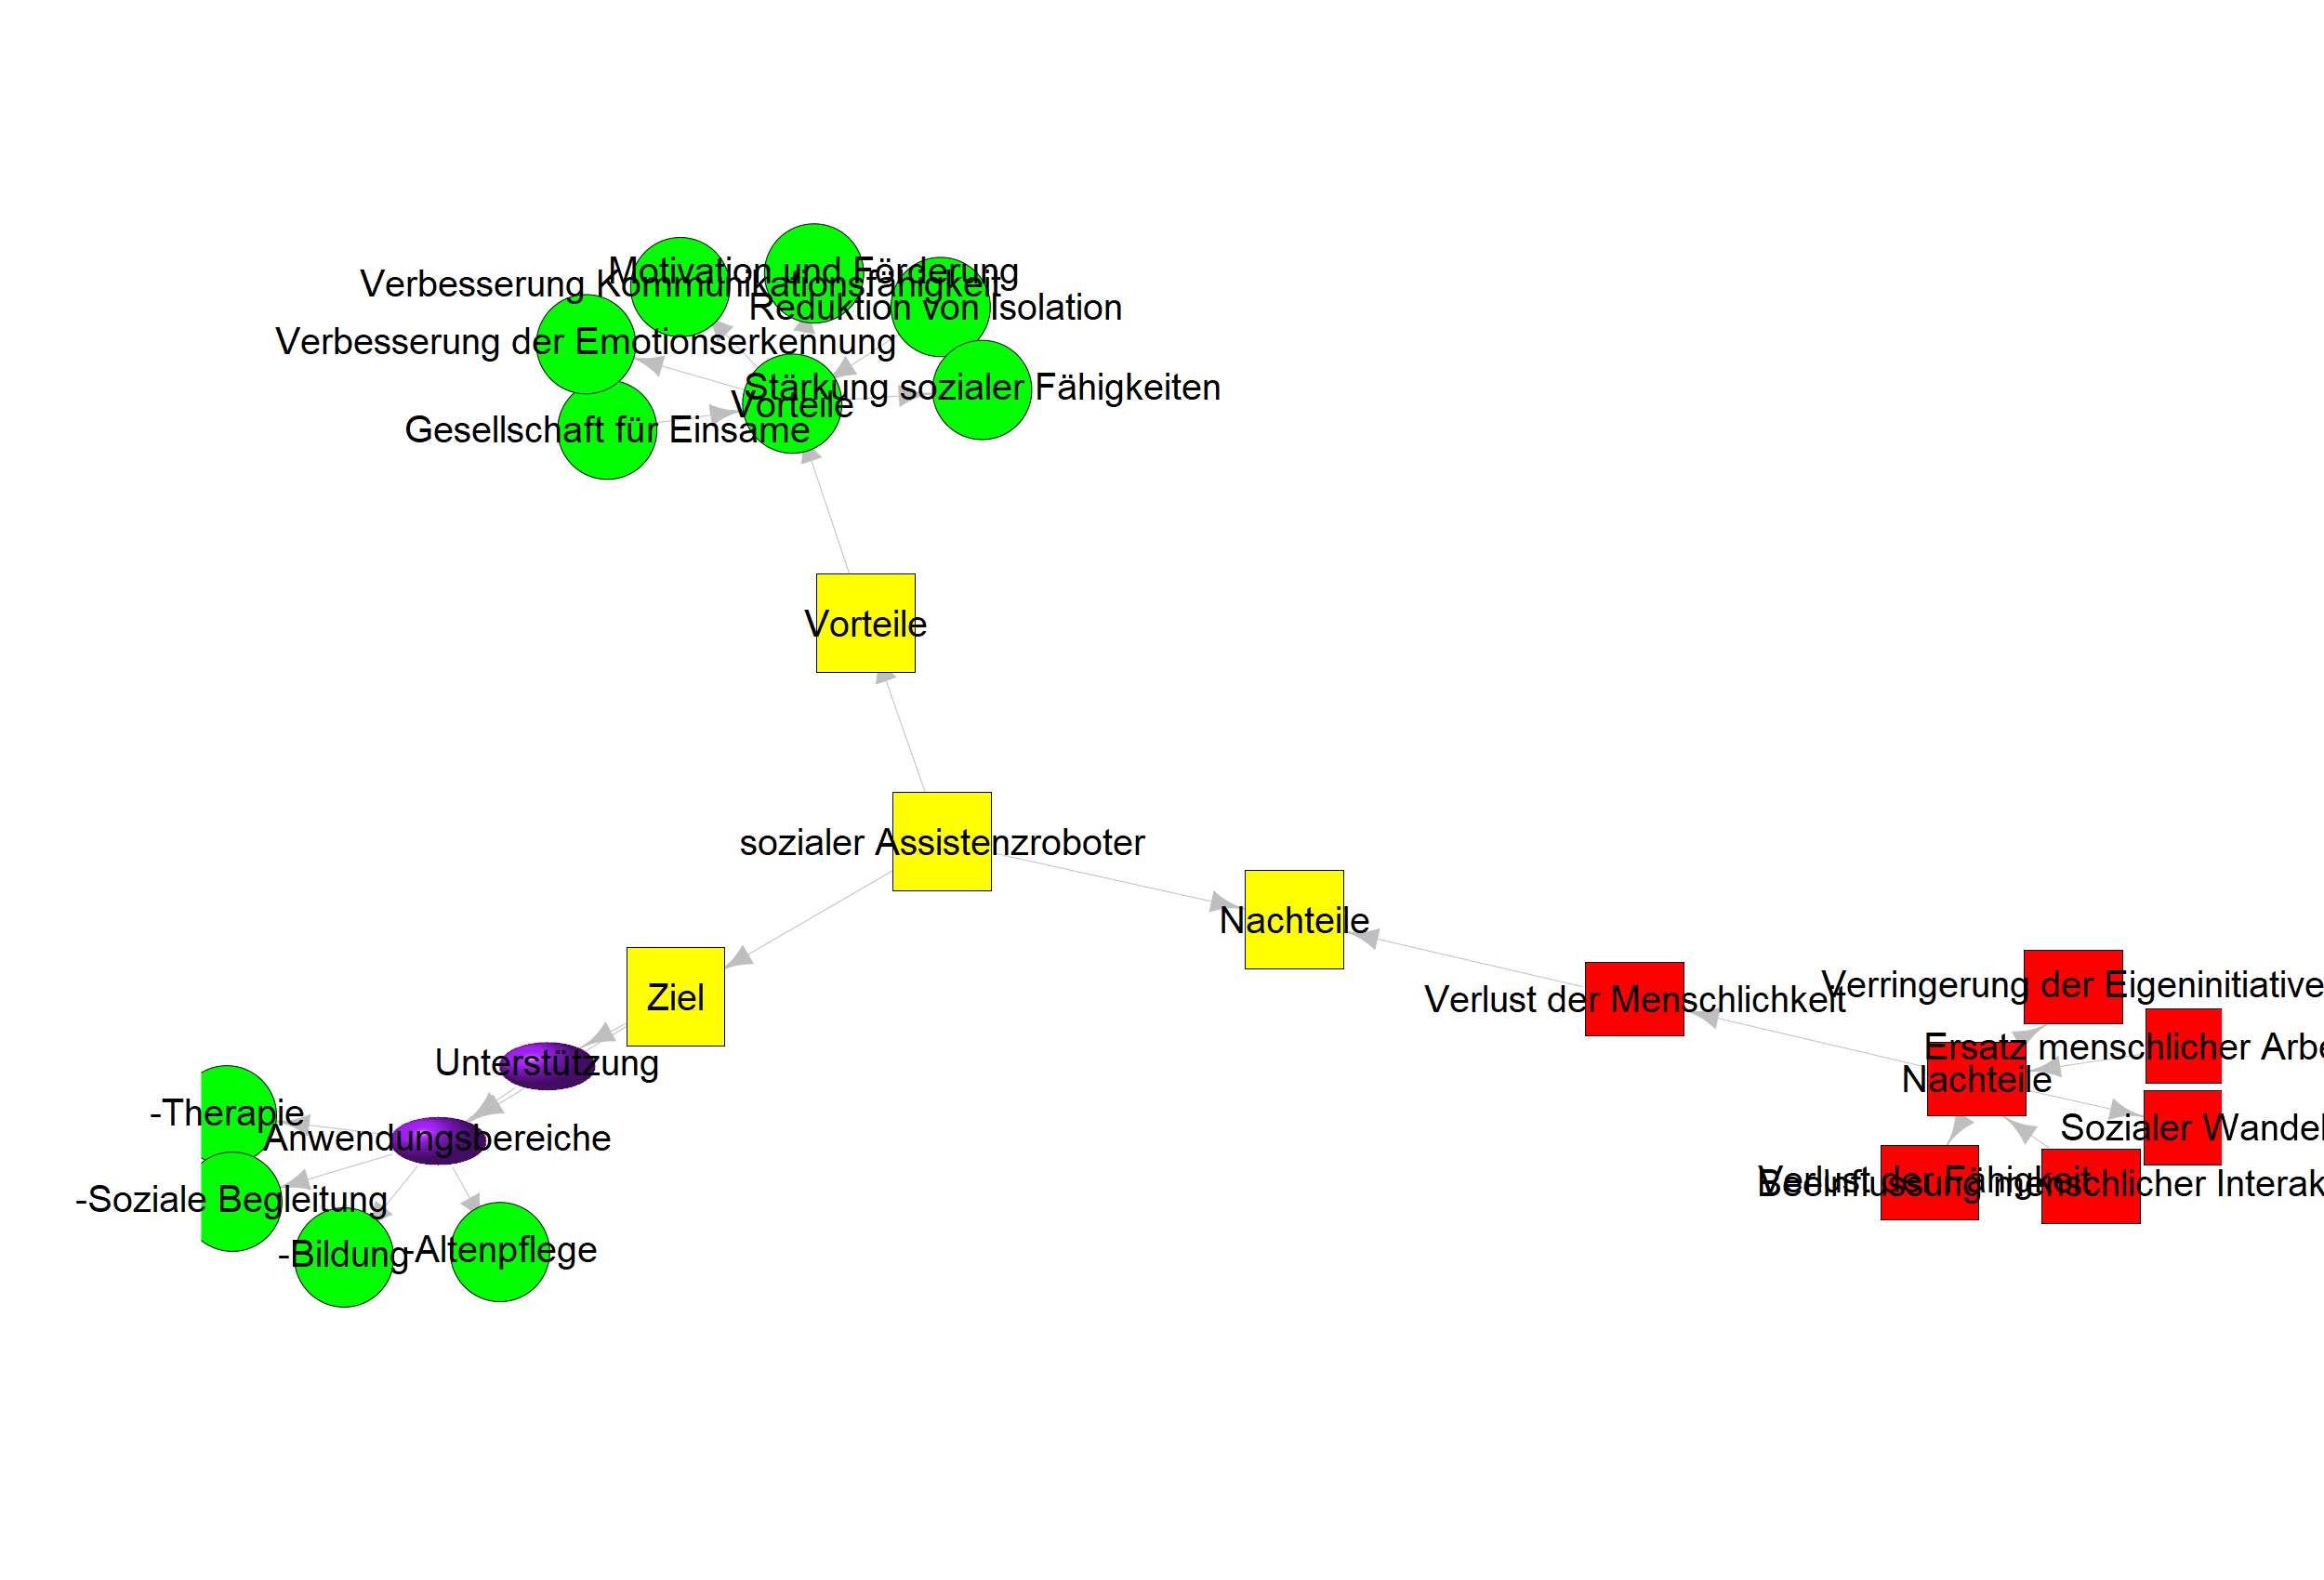 Motivation und Förderung
Verbesserung Kommunikationsfähigkeit
Reduktion von Isolation
Verbesserung der Emotionserkennung
Stärkung sozialer Fähigkeiten
Vorteile
Gesellschaft für Einsame
Vorteile
sozialer Assistenzroboter
Nachteile
Ziel
Verlust der Menschlichkeit
Verringerung der Eigeninitiative
Ersatz menschlicher Arbe
Unterstützung
Nachteile
-Therapie
Anwendungsbereiche
Sozialer Wandel
Verlust der Fähigkeit
Beeinflussung menschlicher Interak
-Soziale Begleitung
-Bildung
-Altenpflege